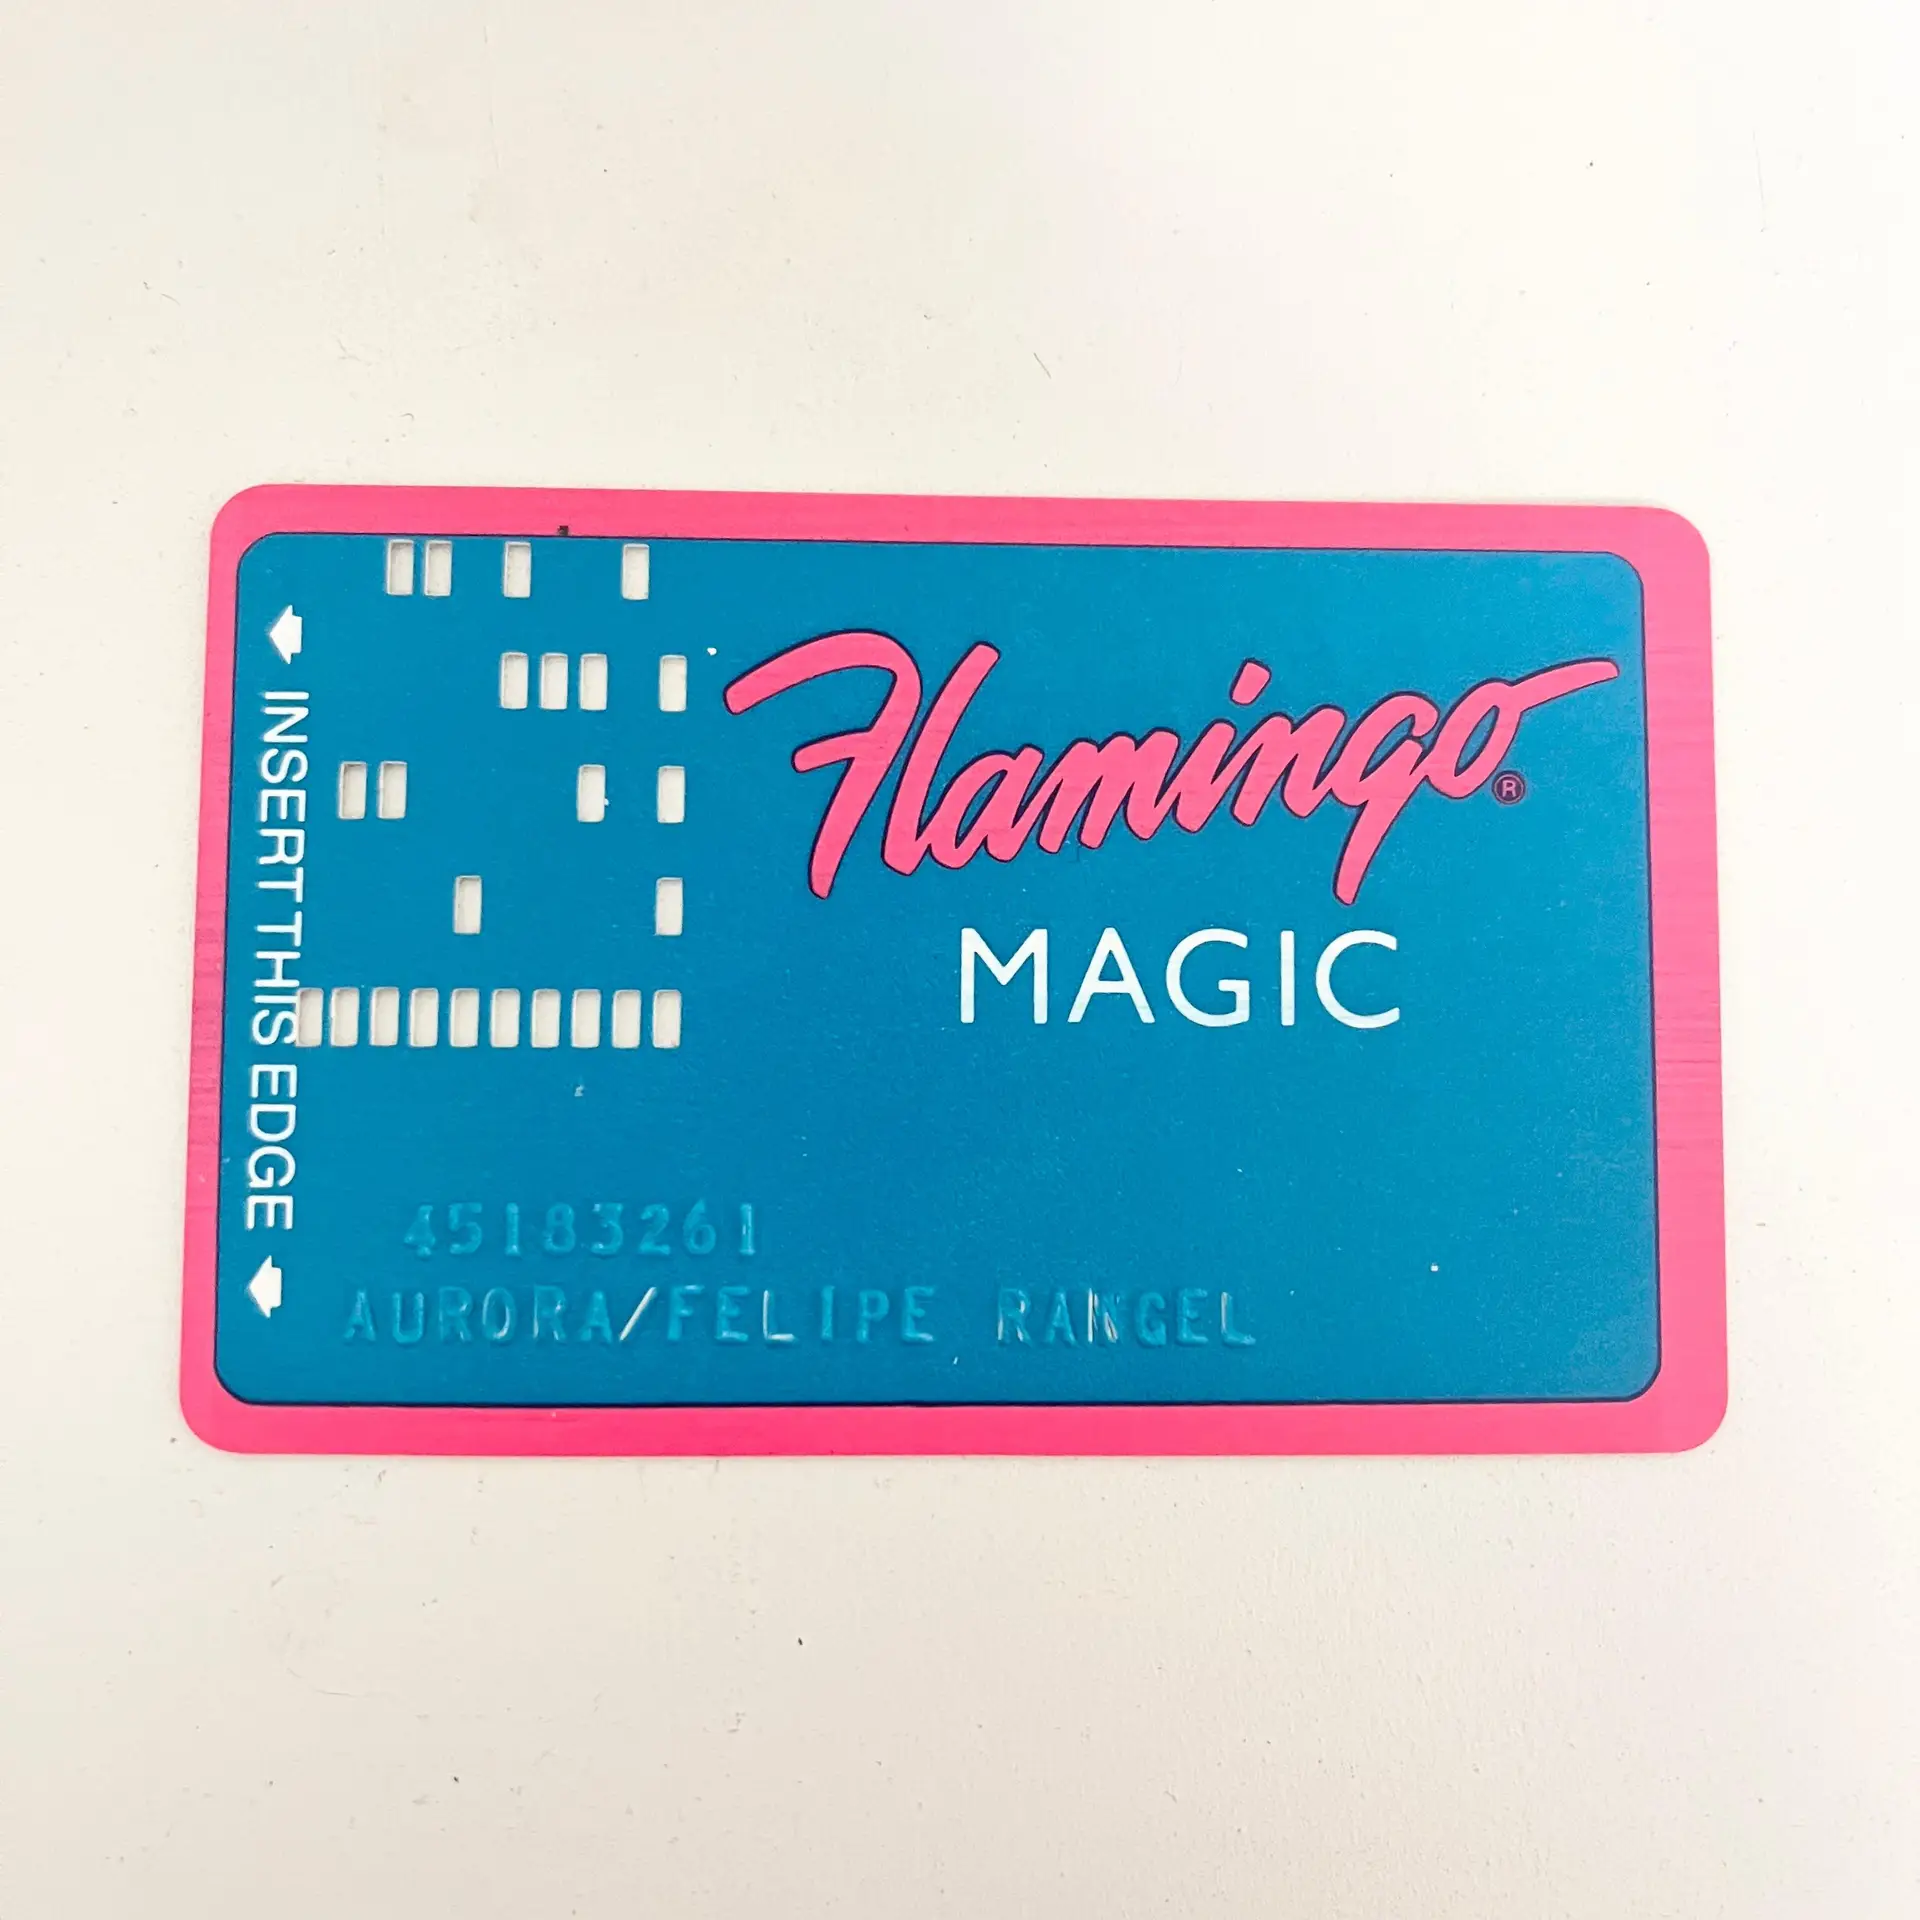 Flamingo®
MAGIC
INSERT THIS EDGE
45183261
AURORA/FELIPE RANGEL